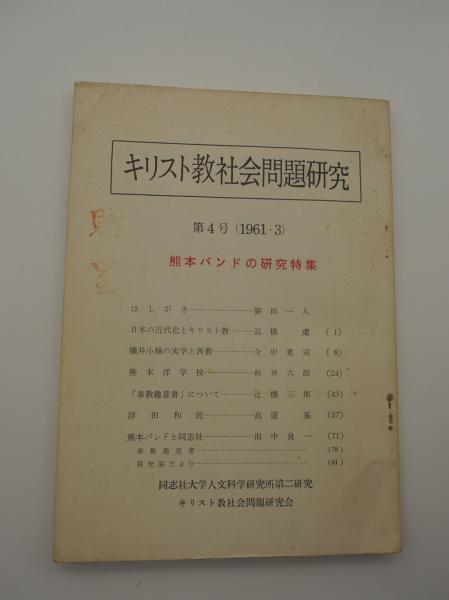 キリスト教社会問題研究
第4号 (1961・3)
熊本バンドの研究特集
はしがき……………………篠田一人
日本の近代化とキリスト教………高橋虔 (1)
横井小楠の実学と西教…………今中寛司 (8)
熊本洋学校………………杉井六郎 (24)
「奉教趣意書」について…………辻橋三郎 (43)
浮田和民………………高道基 (57)
熊本バンドと同志社………………田中良一 (71)
奉教趣意書…………………………………… (79)
研究室だより…………………………………… (81)
同志社大学人文科学研究所第二研究
キリスト教社会問題研究会